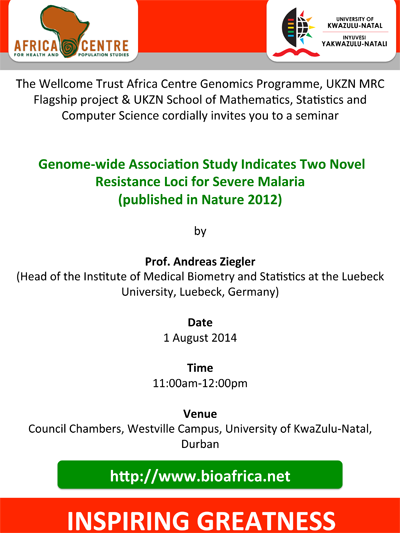 AFRICA CENTRE
FOR HEALTH AND POPULATION STUDIES
UNIVERSITY OF
KWAZULU-NATAL
INYUVESI
YAKWAZULU-NATALI
The Wellcome Trust Africa Centre Genomics Programme, UKZN MRC
Flagship project & UKZN School of Mathematics, Statistics and
Computer Science cordially invites you to a seminar
Genome-wide Association Study Indicates Two Novel
Resistance Loci for Severe Malaria
(published in Nature 2012)
by
Prof. Andreas Ziegler
(Head of the Institute of Medical Biometry and Statistics at the Luebeck
University, Luebeck, Germany)
Date
1 August 2014
Time
11:00am-12:00pm
Venue
Council Chambers, Westville Campus, University of KwaZulu-Natal,
Durban
http://www.bioafrica.net
INSPIRING GREATNESS